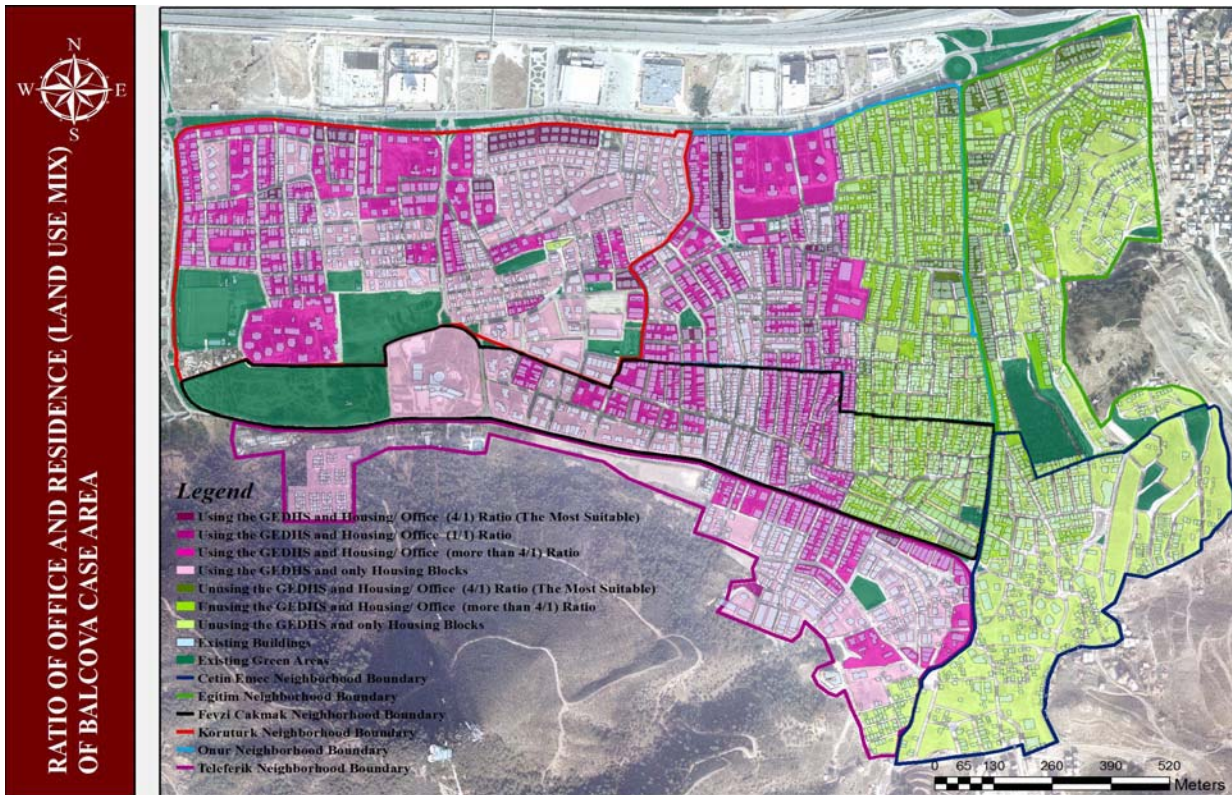 RATIO OF OFFICE AND RESIDENCE (LAND USE MIX)
OF BALCOVA CASE AREA
N
W E
S
Legend
Using the GEDHS and Housing/ Office (4/1) Ratio (The Most Suitable)
Using the GEDHS and Housing/ Office (1/1) Ratio
Using the GEDHS and Housing/ Office (more than 4/1) Ratio
Using the GEDHS and only Housing Blocks
Unusing the GEDHS and Housing/ Office (4/1) Ratio (The Most Suitable)
Unusing the GEDHS and Housing/ Office (more than 4/1) Ratio
Unusing the GEDHS and only Housing Blocks
Existing Buildings
Existing Green Areas
Cetin Emec Neighborhood Boundary
Egitim Neighborhood Boundary
Fevzi Cakmak Neighborhood Boundary
Koruturk Neighborhood Boundary
Onur Neighborhood Boundary
Teleferik Neighborhood Boundary
0 65 130 260 390 520
Meters